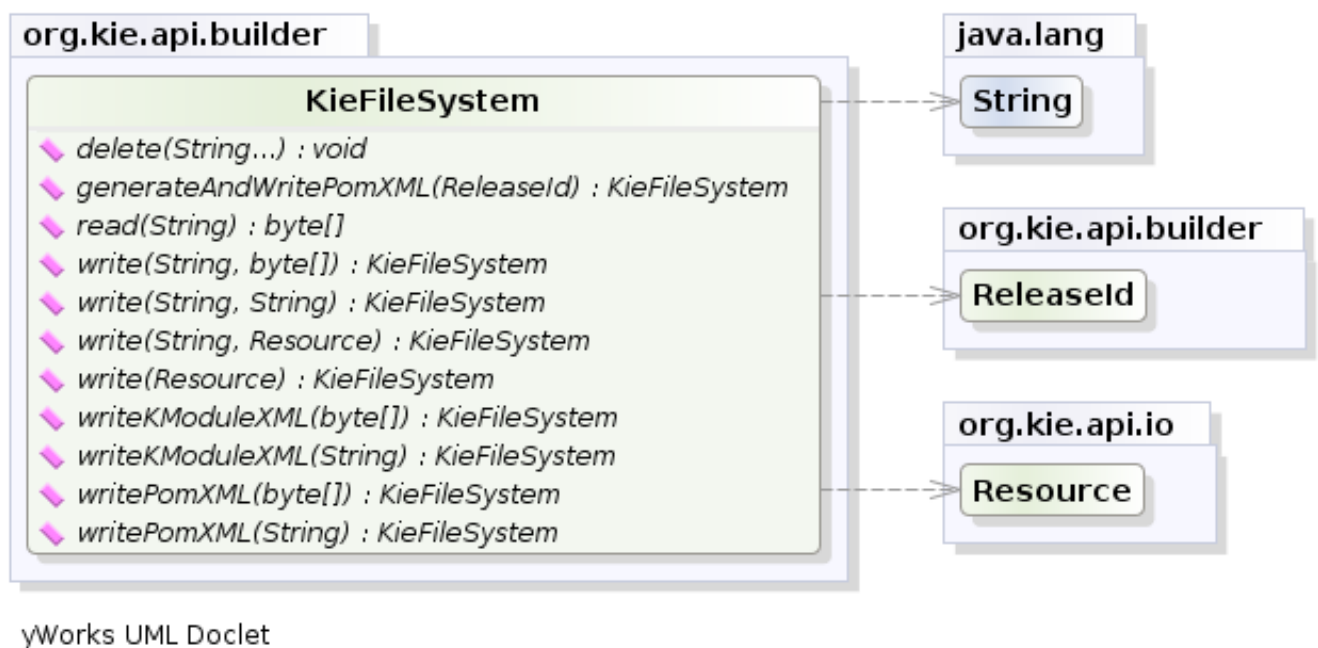 org.kie.api.builder
KieFileSystem
delete(String...) : void
generateAndWritePomXML(ReleaseId) : KieFileSystem
read(String) : byte[]
write(String, byte[]) : KieFileSystem
write(String, String) : KieFileSystem
write(String, Resource) : KieFileSystem
write(Resource) : KieFileSystem
writeKModuleXML(byte[]) : KieFileSystem
writeKModuleXML(String) : KieFileSystem
writePomXML(byte[]) : KieFileSystem
writePomXML(String) : KieFileSystem
java.lang
String
org.kie.api.builder
ReleaseId
org.kie.api.io
Resource
yWorks UML Doclet